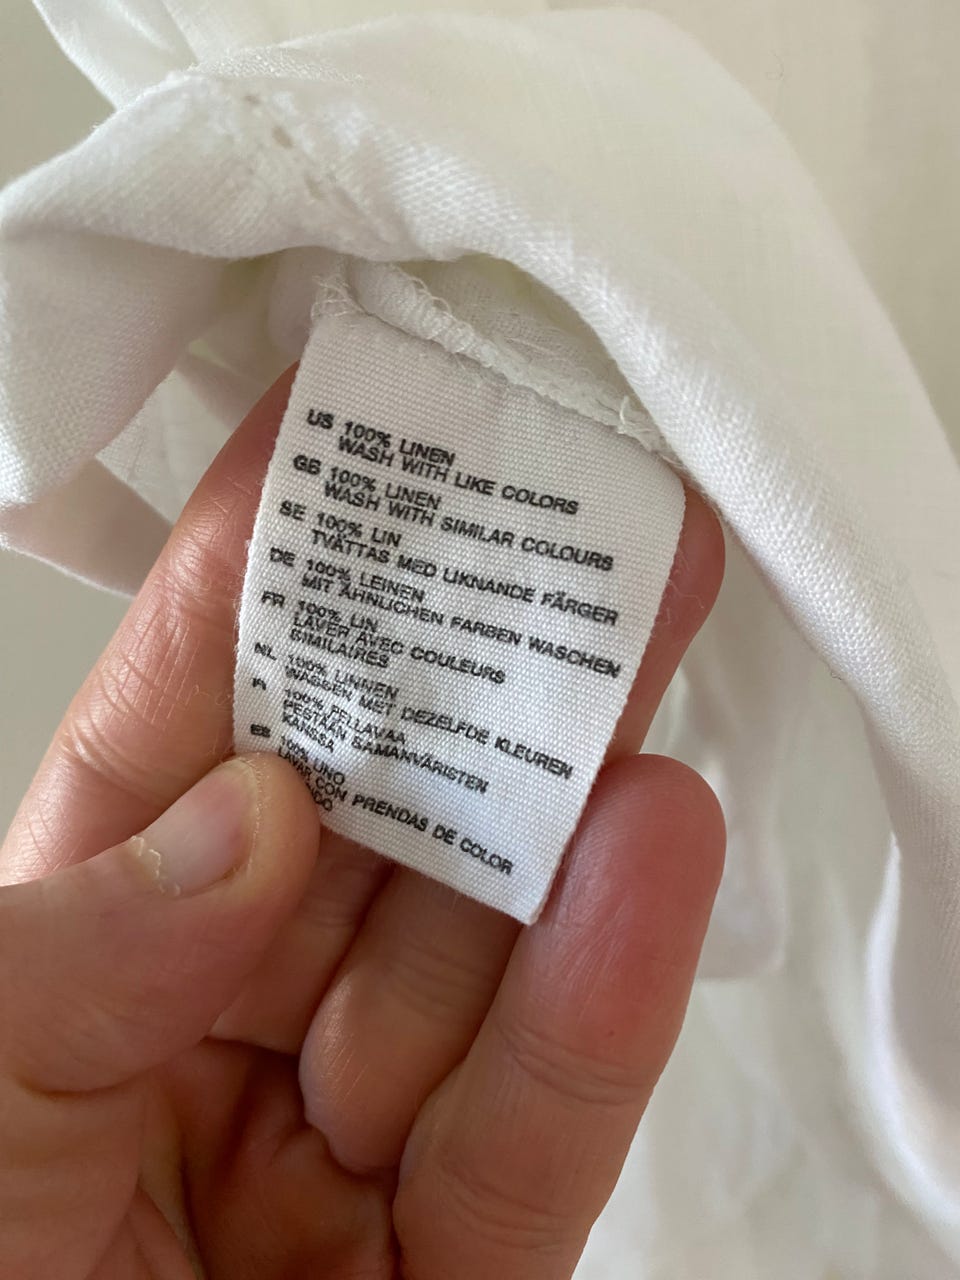 US 100% LINEN
WASH WITH LIKE COLORS
GB 100% LINEN
WASH WITH SIMILAR COLOURS
SE 100% LIN
TVÄTTAS MED LIKNANDE FÄRGER
DE 100% LEINEN
MIT ÄHNLICHEN FARBEN WASCHEN
FR 100% LIN
LAVER AVEC COULEURS
SIMILAIRES
NL 100% LINNEN
WASSEN MET DEZELFDE KLEUREN
FI 100% PELLAVAA
PESTÄÄN SAMANVÄRISTEN
KANSSA
ES 100% LINO
LAVAR CON PRENDAS DE COLOR